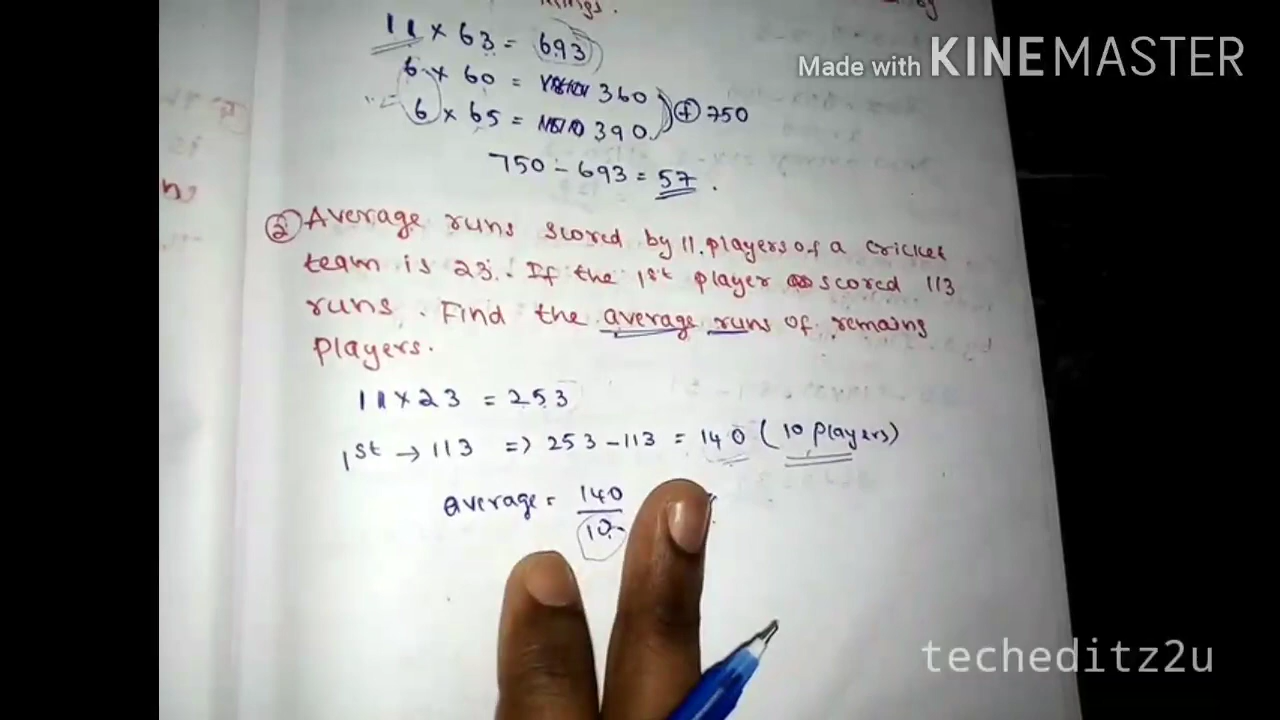 Made with KINEMASTER
11 × 63 = 693
6 × 60 = 360
6 × 65 = 390 (+) 750
750 - 693 = 57 .
② Average runs scored by 11 players of a cricket
team is 23. If the 1st player scored 113
runs. Find the average runs of remains
players.
11 × 23 = 253
1st → 113 ⇒ 253 - 113 = 140 (10 players)
average = 140
10
techeditz2u